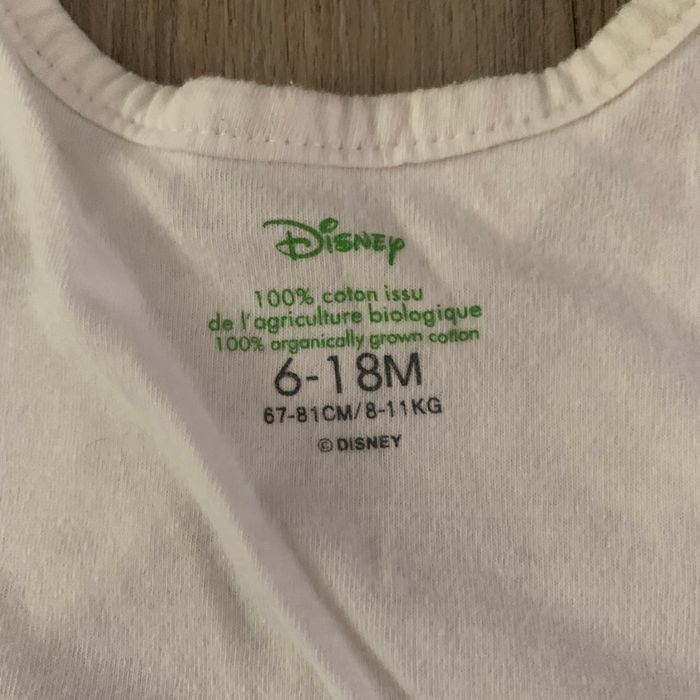 Disney
100% coton issu
de l'agriculture biologique
100% organically grown cotton
6-18M
67-81CM/8-11KG
© DISNEY